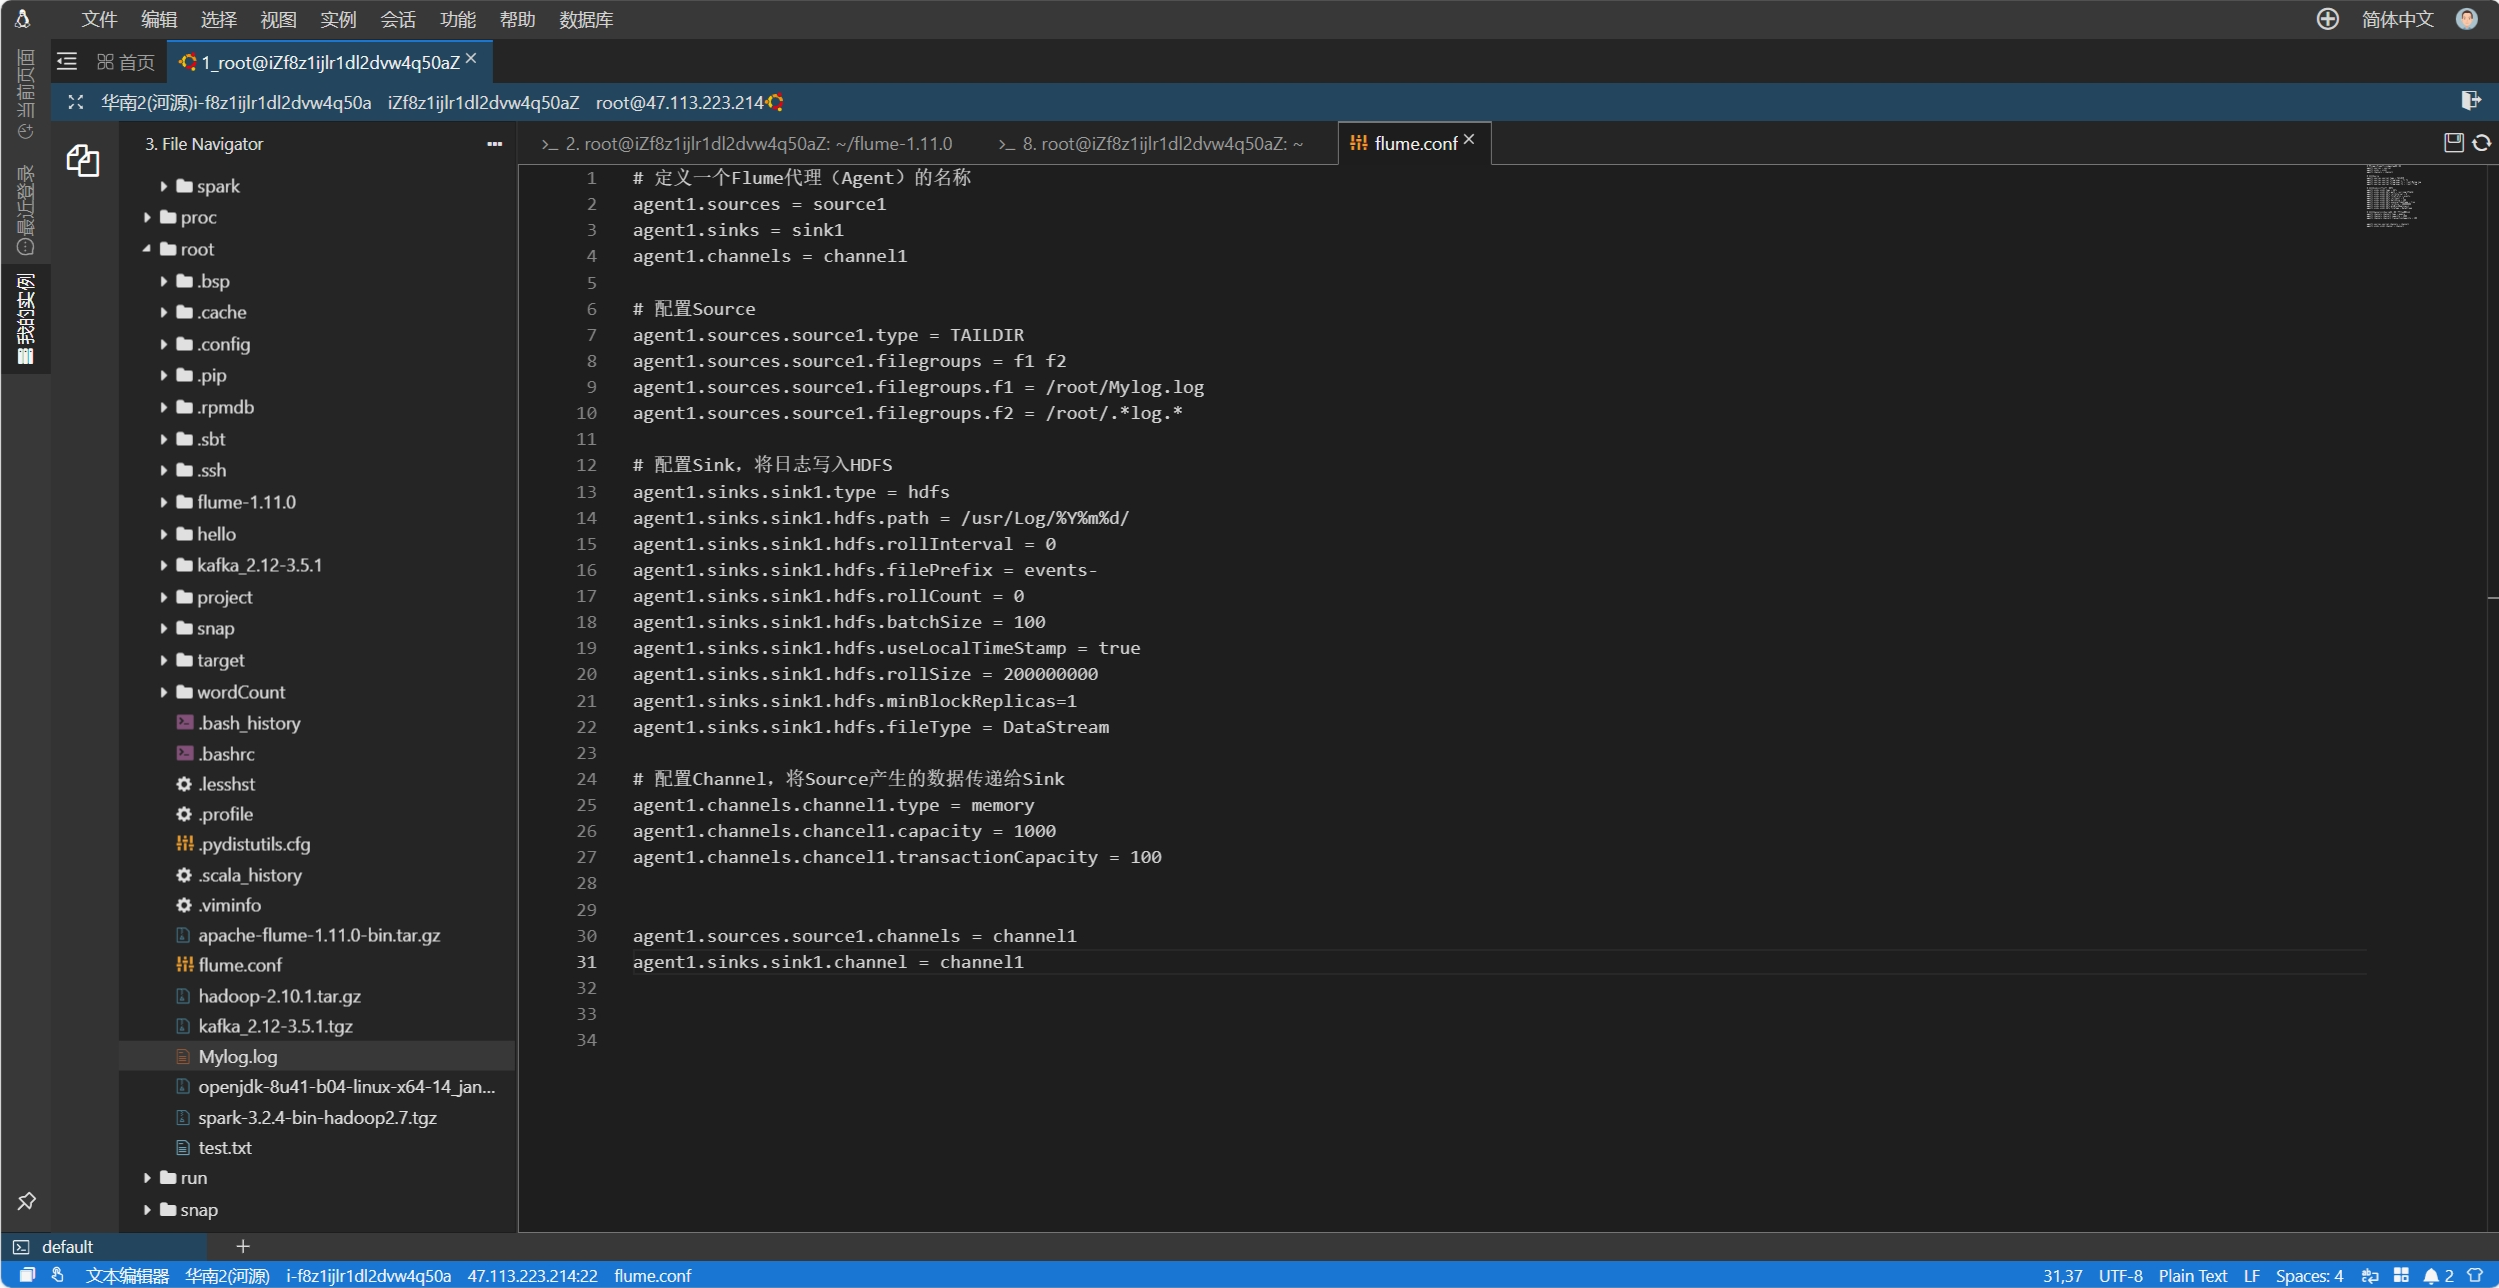 文件 编辑 选择 视图 实例 会话 功能 帮助 数据库 简体中文
首页 1_root@iZf8z1ijlr1dl2dvw4q50aZ
华南2(河源)i-f8z1ijlr1dl2dvw4q50a iZf8z1ijlr1dl2dvw4q50aZ root@47.113.223.214
当前页面
最近登录
我的实例
3. File Navigator
spark
proc
root
.bsp
.cache
.config
.pip
.rpmdb
.sbt
.ssh
flume-1.11.0
hello
kafka_2.12-3.5.1
project
snap
target
wordCount
.bash_history
.bashrc
.lesshst
.profile
.pydistutils.cfg
.scala_history
.viminfo
apache-flume-1.11.0-bin.tar.gz
flume.conf
hadoop-2.10.1.tar.gz
kafka_2.12-3.5.1.tgz
Mylog.log
openjdk-8u41-b04-linux-x64-14_jan...
spark-3.2.4-bin-hadoop2.7.tgz
test.txt
run
snap
2. root@iZf8z1ijlr1dl2dvw4q50aZ: ~/flume-1.11.0 8. root@iZf8z1ijlr1dl2dvw4q50aZ: ~ flume.conf
1 # 定义一个Flume代理（Agent）的名称
2 agent1.sources = source1
3 agent1.sinks = sink1
4 agent1.channels = channel1
5
6 # 配置Source
7 agent1.sources.source1.type = TAILDIR
8 agent1.sources.source1.filegroups = f1 f2
9 agent1.sources.source1.filegroups.f1 = /root/Mylog.log
10 agent1.sources.source1.filegroups.f2 = /root/.*log.*
11
12 # 配置Sink，将日志写入HDFS
13 agent1.sinks.sink1.type = hdfs
14 agent1.sinks.sink1.hdfs.path = /usr/Log/%Y%m%d/
15 agent1.sinks.sink1.hdfs.rollInterval = 0
16 agent1.sinks.sink1.hdfs.filePrefix = events-
17 agent1.sinks.sink1.hdfs.rollCount = 0
18 agent1.sinks.sink1.hdfs.batchSize = 100
19 agent1.sinks.sink1.hdfs.useLocalTimeStamp = true
20 agent1.sinks.sink1.hdfs.rollSize = 200000000
21 agent1.sinks.sink1.hdfs.minBlockReplicas=1
22 agent1.sinks.sink1.hdfs.fileType = DataStream
23
24 # 配置Channel，将Source产生的数据传递给Sink
25 agent1.channels.channel1.type = memory
26 agent1.channels.chancel1.capacity = 1000
27 agent1.channels.chancel1.transactionCapacity = 100
28
29
30 agent1.sources.source1.channels = channel1
31 agent1.sinks.sink1.channel = channel1
32
33
34
default
文本编辑器 华南2(河源) i-f8z1ijlr1dl2dvw4q50a 47.113.223.214:22 flume.conf 31,37 UTF-8 Plain Text LF Spaces: 4 2